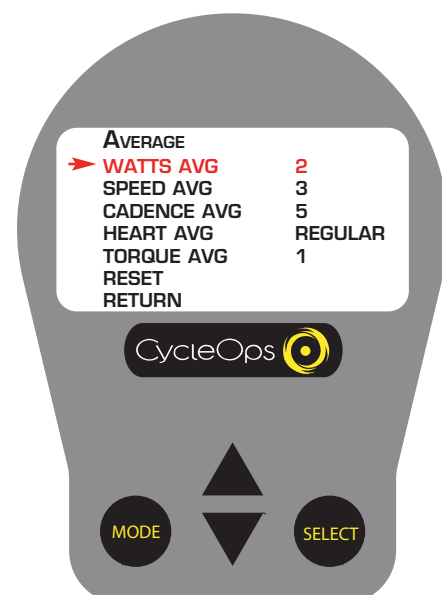 AVERAGE
WATTS AVG 2
SPEED AVG 3
CADENCE AVG 5
HEART AVG REGULAR
TORQUE AVG 1
RESET
RETURN
CycleOps
MODE
SELECT